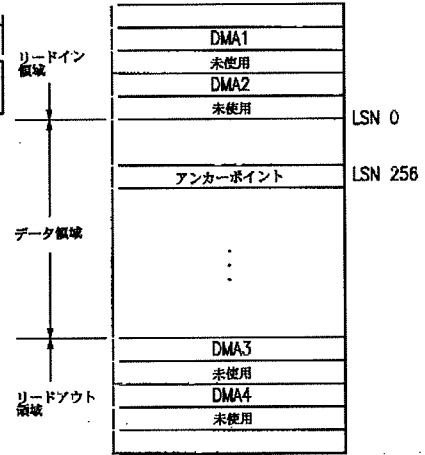 DMA1
リードイン
領域
未使用
DMA2
未使用
LSN 0
アンカーポイント
LSN 256
データ領域
DMA3
未使用
リードアウト
領域
DMA4
未使用